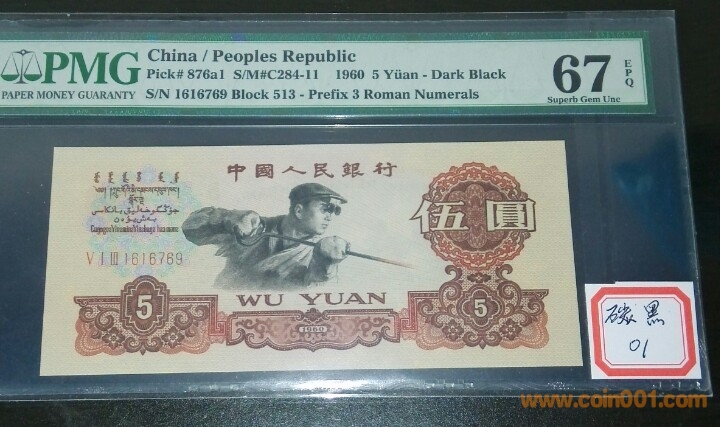 PMG
PAPER MONEY GUARANTY
China / Peoples Republic
Pick# 876a1 S/M#C284-11 1960 5 Yüan - Dark Black
S/N 1616769 Block 513 - Prefix 3 Roman Numerals
67 EPQ
Superb Gem Unc
中國人民銀行
伍圓
V I III 1616769
5
WU YUAN
5
1960
碳黑
01
www.coin001.com